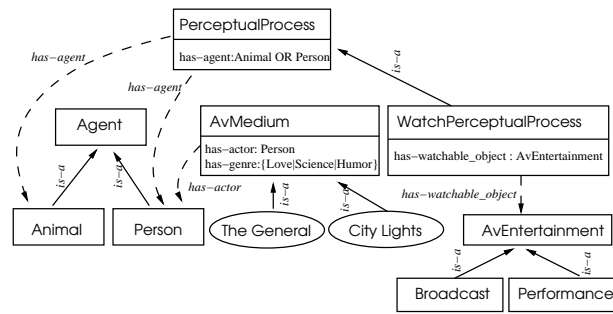 PerceptualProcess
has-agent:Animal OR Person
has-agent
has-agent
is-a
Agent
AvMedium
has-actor: Person
has-genre:{Love|Science|Humor}
WatchPerceptualProcess
has-watchable_object : AvEntertainment
is-a
is-a
has-actor
is-a
is-a
has-watchable_object
Animal
Person
The General
City Lights
AvEntertainment
is-a
is-a
Broadcast
Performance